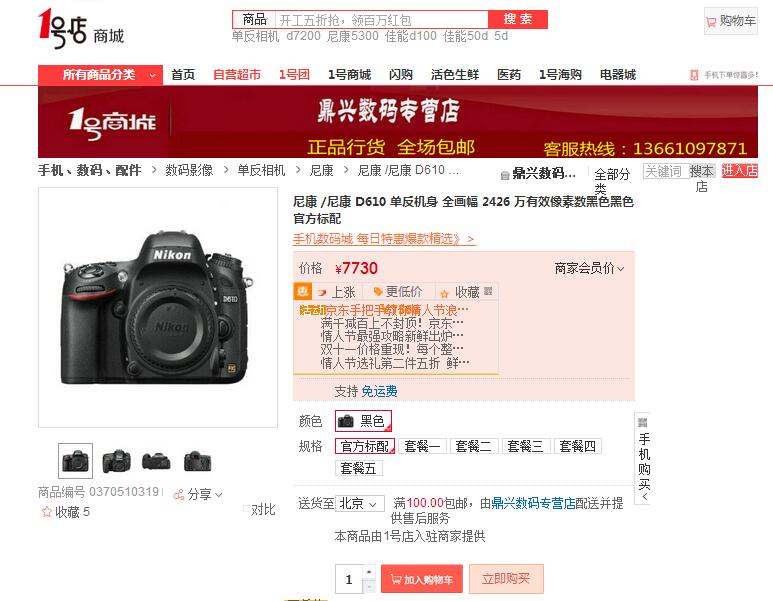 1号店 商城
商品 开工五折抢，领百万红包 搜 索
单反相机 d7200 尼康5300 佳能d100 佳能50d 5d
购物车
所有商品分类 首页 自营超市 1号团 1号商城 闪购 活色生鲜 医药 1号海购 电器城 手机下单惊喜多!
1号商城
鼎兴数码专营店
正品行货 全场包邮 客服热线：13661097871
手机、数码、配件 > 数码影像 > 单反相机 > 尼康 > 尼康 /尼康 D610 ...
鼎兴数码... 全部分类 关键词 搜本店 进入店
尼康 /尼康 D610 单反机身 全画幅 2426 万有效像素数黑色黑色
官方标配
手机数码城 每日特惠爆款精选》 >
价格 ¥7730 商家会员价
惠 上涨 更低价 收藏
活动 京东手把手教你情人节浪…
满千减百上不封顶！京东…
情人节最强攻略新鲜出炉…
双十一价格重现！每个整…
情人节选礼第二件五折 鲜…
支持 免运费
颜色 黑色
规格 官方标配 套餐一 套餐二 套餐三 套餐四
套餐五
手机购买 <
Nikon
D610
Nikon
FX
商品编号 0370510319 分享
收藏 5 对比
送货至 北京 满100.00包邮，由鼎兴数码专营店配送并提
供售后服务
本商品由1号店入驻商家提供
1 加入购物车 立即购买